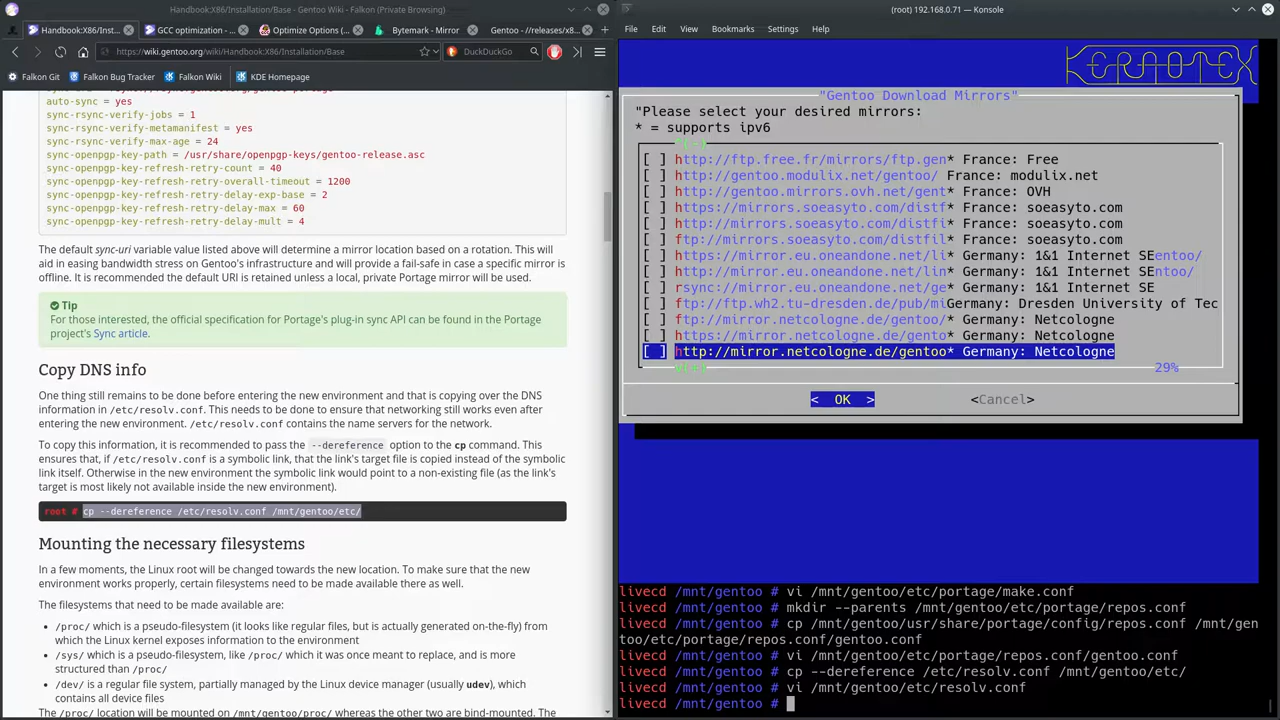 Handbook:X86/Installation/Base - Gentoo Wiki - Falkon (Private Browsing)
Handbook:X86/Inst...
GCC optimization - ...
Optimize Options (...
Bytemark - Mirror
Gentoo - //releases/x8...
https://wiki.gentoo.org/wiki/Handbook:X86/Installation/Base
DuckDuckGo
Falkon Git
Falkon Bug Tracker
Falkon Wiki
KDE Homepage
auto-sync = yes
sync-rsync-verify-jobs = 1
sync-rsync-verify-metamanifest = yes
sync-rsync-verify-max-age = 24
sync-openpgp-key-path = /usr/share/openpgp-keys/gentoo-release.asc
sync-openpgp-key-refresh-retry-count = 40
sync-openpgp-key-refresh-retry-overall-timeout = 1200
sync-openpgp-key-refresh-retry-delay-exp-base = 2
sync-openpgp-key-refresh-retry-delay-max = 60
sync-openpgp-key-refresh-retry-delay-mult = 4
The default sync-uri variable value listed above will determine a mirror location based on a rotation. This will
aid in easing bandwidth stress on Gentoo's infrastructure and will provide a fail-safe in case a specific mirror is
offline. It is recommended the default URI is retained unless a local, private Portage mirror will be used.
Tip
For those interested, the official specification for Portage's plug-in sync API can be found in the Portage
project's Sync article.
Copy DNS info
One thing still remains to be done before entering the new environment and that is copying over the DNS
information in /etc/resolv.conf. This needs to be done to ensure that networking still works even after
entering the new environment. /etc/resolv.conf contains the name servers for the network.
To copy this information, it is recommended to pass the --dereference option to the cp command. This
ensures that, if /etc/resolv.conf is a symbolic link, that the link's target file is copied instead of the symbolic
link itself. Otherwise in the new environment the symbolic link would point to a non-existing file (as the link's
target is most likely not available inside the new environment).
root # cp --dereference /etc/resolv.conf /mnt/gentoo/etc/
Mounting the necessary filesystems
In a few moments, the Linux root will be changed towards the new location. To make sure that the new
environment works properly, certain filesystems need to be made available there as well.
The filesystems that need to be made available are:
• /proc/ which is a pseudo-filesystem (it looks like regular files, but is actually generated on-the-fly) from
which the Linux kernel exposes information to the environment
• /sys/ which is a pseudo-filesystem, like /proc/ which it was once meant to replace, and is more
structured than /proc/
• /dev/ is a regular file system, partially managed by the Linux device manager (usually udev), which
contains all device files
The /proc/ location will be mounted on /mnt/gentoo/proc/ whereas the other two are bind-mounted. The
(root) 192.168.0.71 — Konsole
File Edit View Bookmarks Settings Help
KERAOTEX
"Gentoo Download Mirrors"
"Please select your desired mirrors:
* = supports ipv6
^(-)
[ ] http://ftp.free.fr/mirrors/ftp.gen* France: Free
[ ] http://gentoo.modulix.net/gentoo/ France: modulix.net
[ ] http://gentoo.mirrors.ovh.net/gent* France: OVH
[ ] https://mirrors.soeasyto.com/distf* France: soeasyto.com
[ ] http://mirrors.soeasyto.com/distfi* France: soeasyto.com
[ ] ftp://mirrors.soeasyto.com/distfil* France: soeasyto.com
[ ] https://mirror.eu.oneandone.net/li* Germany: 1&1 Internet SEentoo/
[ ] http://mirror.eu.oneandone.net/lin* Germany: 1&1 Internet SEntoo/
[ ] rsync://mirror.eu.oneandone.net/ge* Germany: 1&1 Internet SE
[ ] ftp://ftp.wh2.tu-dresden.de/pub/miGermany: Dresden University of Tec
[ ] ftp://mirror.netcologne.de/gentoo/* Germany: Netcologne
[ ] https://mirror.netcologne.de/gento* Germany: Netcologne
[ ] http://mirror.netcologne.de/gentoo* Germany: Netcologne
29%
< OK > <Cancel>
livecd /mnt/gentoo # vi /mnt/gentoo/etc/portage/make.conf
livecd /mnt/gentoo # mkdir --parents /mnt/gentoo/etc/portage/repos.conf
livecd /mnt/gentoo # cp /mnt/gentoo/usr/share/portage/config/repos.conf /mnt/gen
too/etc/portage/repos.conf/gentoo.conf
livecd /mnt/gentoo # vi /mnt/gentoo/etc/portage/repos.conf/gentoo.conf
livecd /mnt/gentoo # cp --dereference /etc/resolv.conf /mnt/gentoo/etc/
livecd /mnt/gentoo # vi /mnt/gentoo/etc/resolv.conf
livecd /mnt/gentoo #